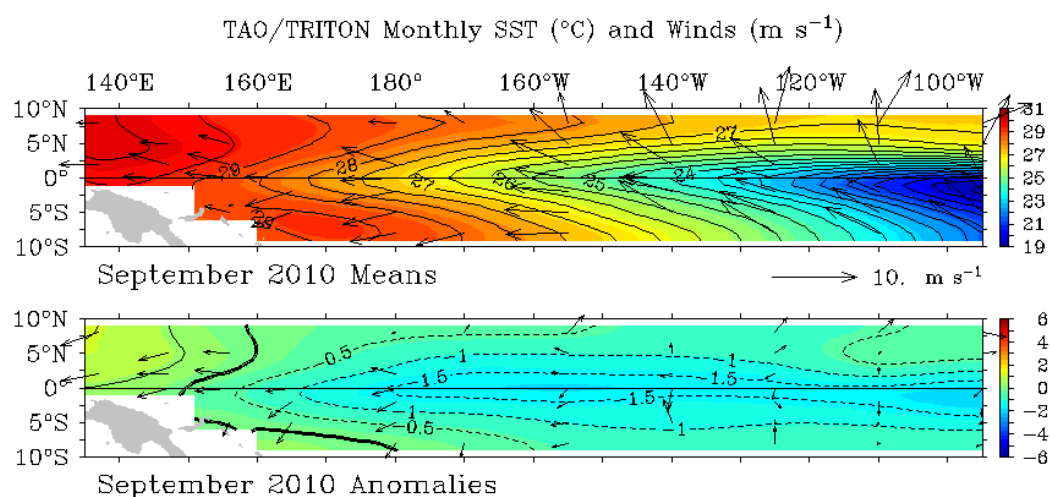 TAO/TRITON Monthly SST (°C) and Winds (m s⁻¹)
140°E 160°E 180° 160°W 140°W 120°W 100°W
10°N
5°N
0°
5°S
10°S
29
28
27
26
25
24
27
29
31
29
27
25
23
21
19
September 2010 Means
10. m s⁻¹
10°N
5°N
0°
5°S
10°S
0.5
1
1.5
1
0.5
1.5
1
1.5
1
6
4
2
0
-2
-4
-6
September 2010 Anomalies